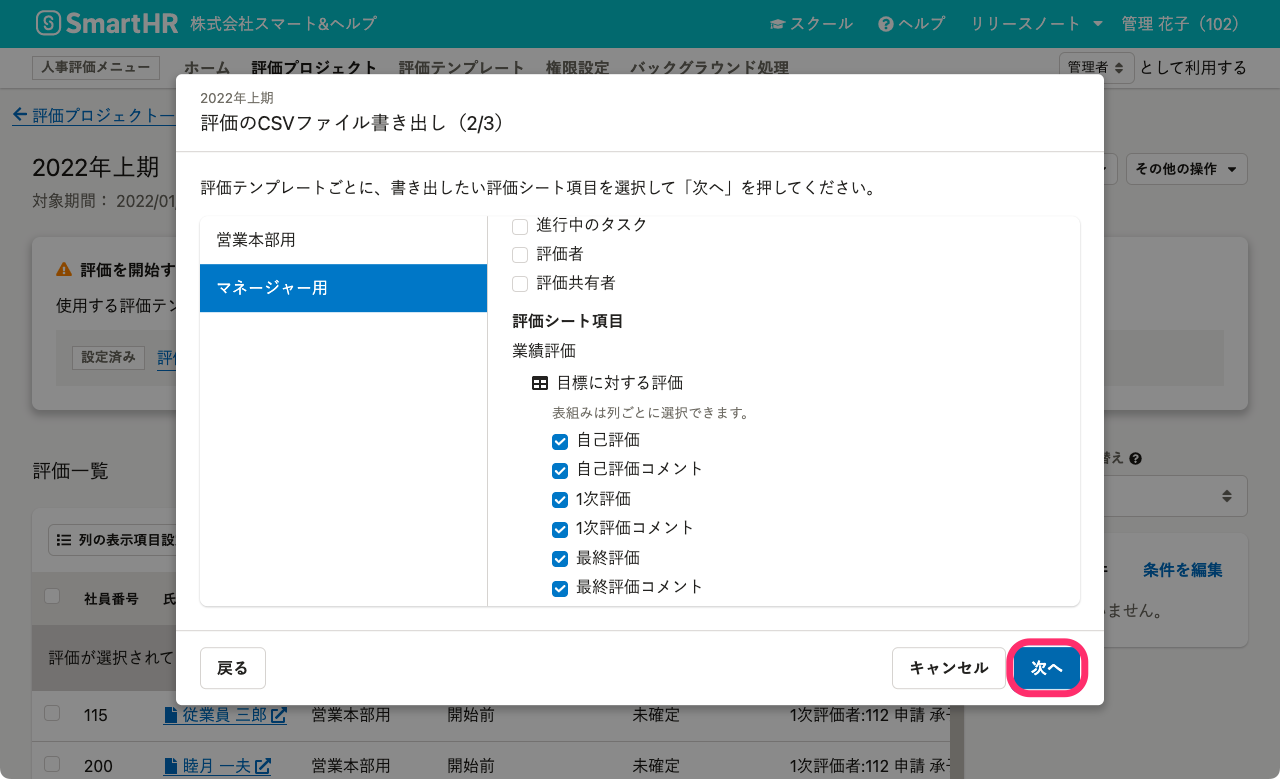 SmartHR 株式会社スマート&ヘルプ スクール ヘルプ リリースノート 管理 花子（102）
人事評価メニュー ホーム 評価プロジェクト 評価テンプレート 権限設定 バックグラウンド処理 管理者 として利用する
評価プロジェクト一
2022年上期
対象期間： 2022/01
その他の操作
評価を開始す
使用する評価テン
設定済み 評価
評価一覧
替え
列の表示項目設
条件を編集
いません。
社員番号 氏
評価が選択されて
115 従業員 三郎 営業本部用 開始前 未確定 1次評価者:112 申請 承
200 睦月 一夫 営業本部用 開始前 未確定 1次評価者:112 申請 承
2022年上期
評価のCSVファイル書き出し（2/3）
評価テンプレートごとに、書き出したい評価シート項目を選択して「次へ」を押してください。
営業本部用
マネージャー用
進行中のタスク
評価者
評価共有者
評価シート項目
業績評価
目標に対する評価
表組みは列ごとに選択できます。
自己評価
自己評価コメント
1次評価
1次評価コメント
最終評価
最終評価コメント
戻る キャンセル 次へ